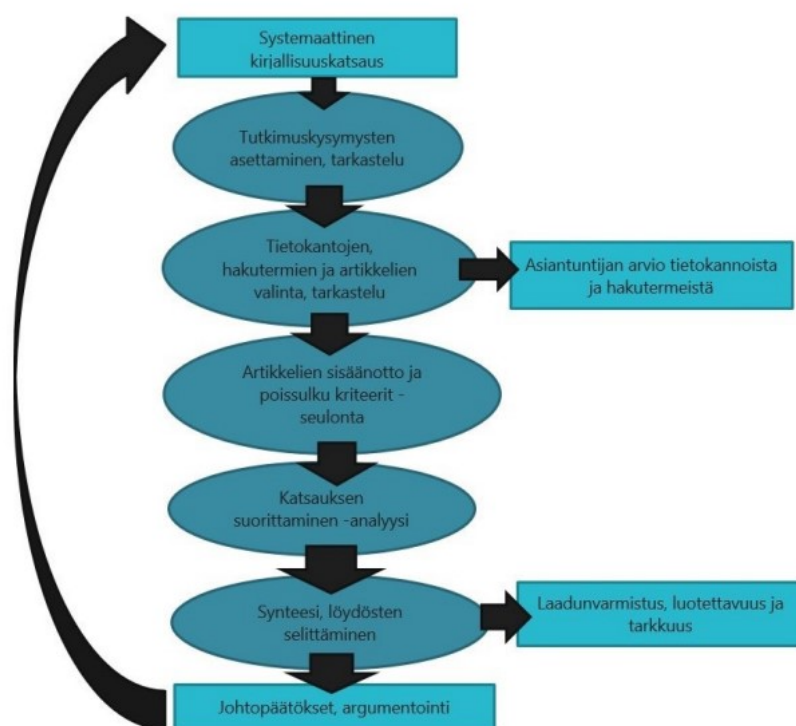 Systemaattinen
kirjallisuuskatsaus
Tutkimuskysymysten
asettaminen, tarkastelu
Tietokantojen,
hakutermien ja artikkelien
valinta, tarkastelu
Asiantuntijan arvio tietokannoista
ja hakutermeistä
Artikkelien sisäänotto ja
poissulku kriteerit -
seulonta
Katsauksen
suorittaminen -analyysi
Synteesi, löydösten
selittäminen
Laadunvarmistus, luotettavuus ja
tarkkuus
Johtopäätökset, argumentointi